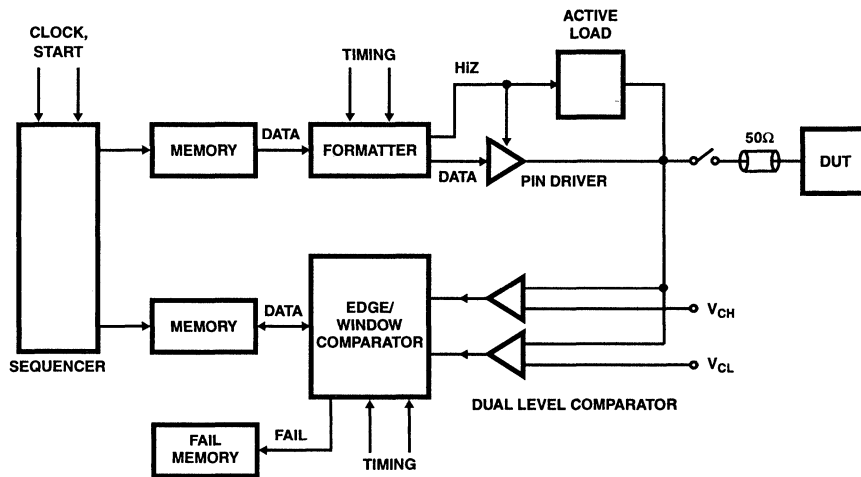 CLOCK,
START
TIMING
HiZ
ACTIVE
LOAD
MEMORY
DATA
FORMATTER
DATA
PIN DRIVER
50Ω
DUT
SEQUENCER
MEMORY
DATA
EDGE/
WINDOW
COMPARATOR
VCH
VCL
DUAL LEVEL COMPARATOR
FAIL
MEMORY
FAIL
TIMING